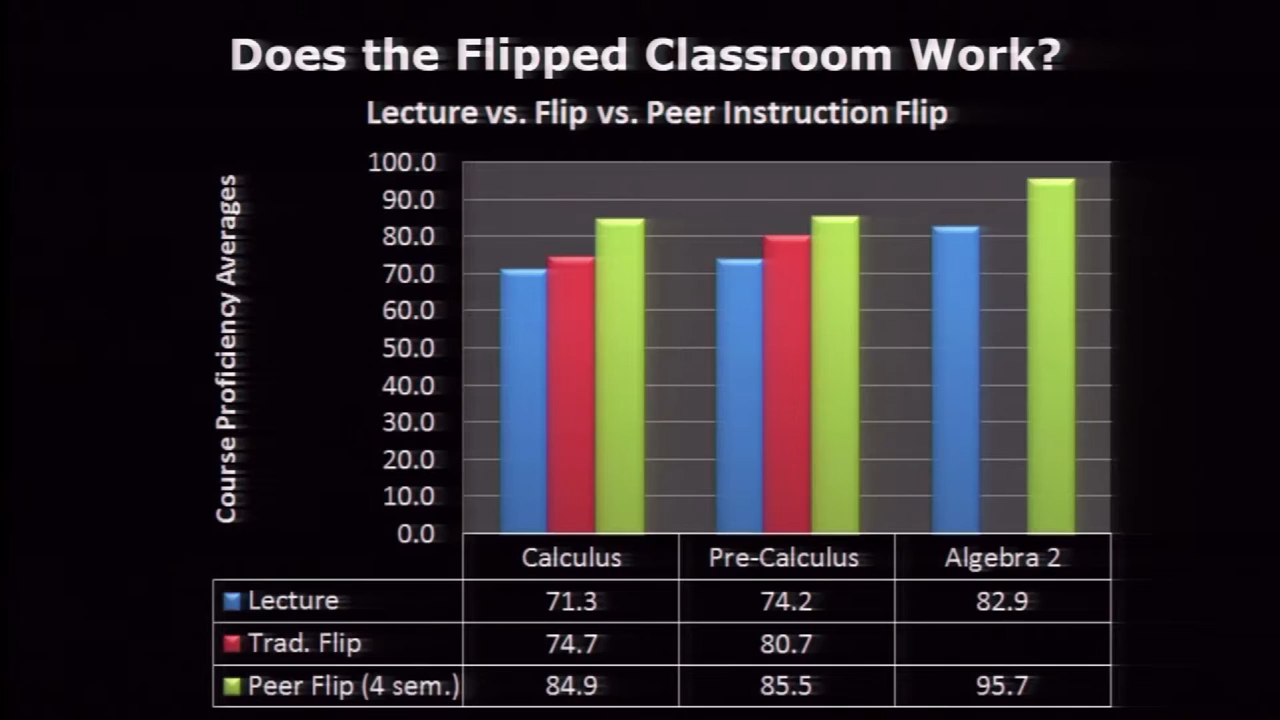 Does the Flipped Classroom Work?
Lecture vs. Flip vs. Peer Instruction Flip
Course Proficiency Averages
100.0
90.0
80.0
70.0
60.0
50.0
40.0
30.0
20.0
10.0
0.0
Calculus Pre-Calculus Algebra 2
Lecture 71.3 74.2 82.9
Trad. Flip 74.7 80.7
Peer Flip (4 sem.) 84.9 85.5 95.7